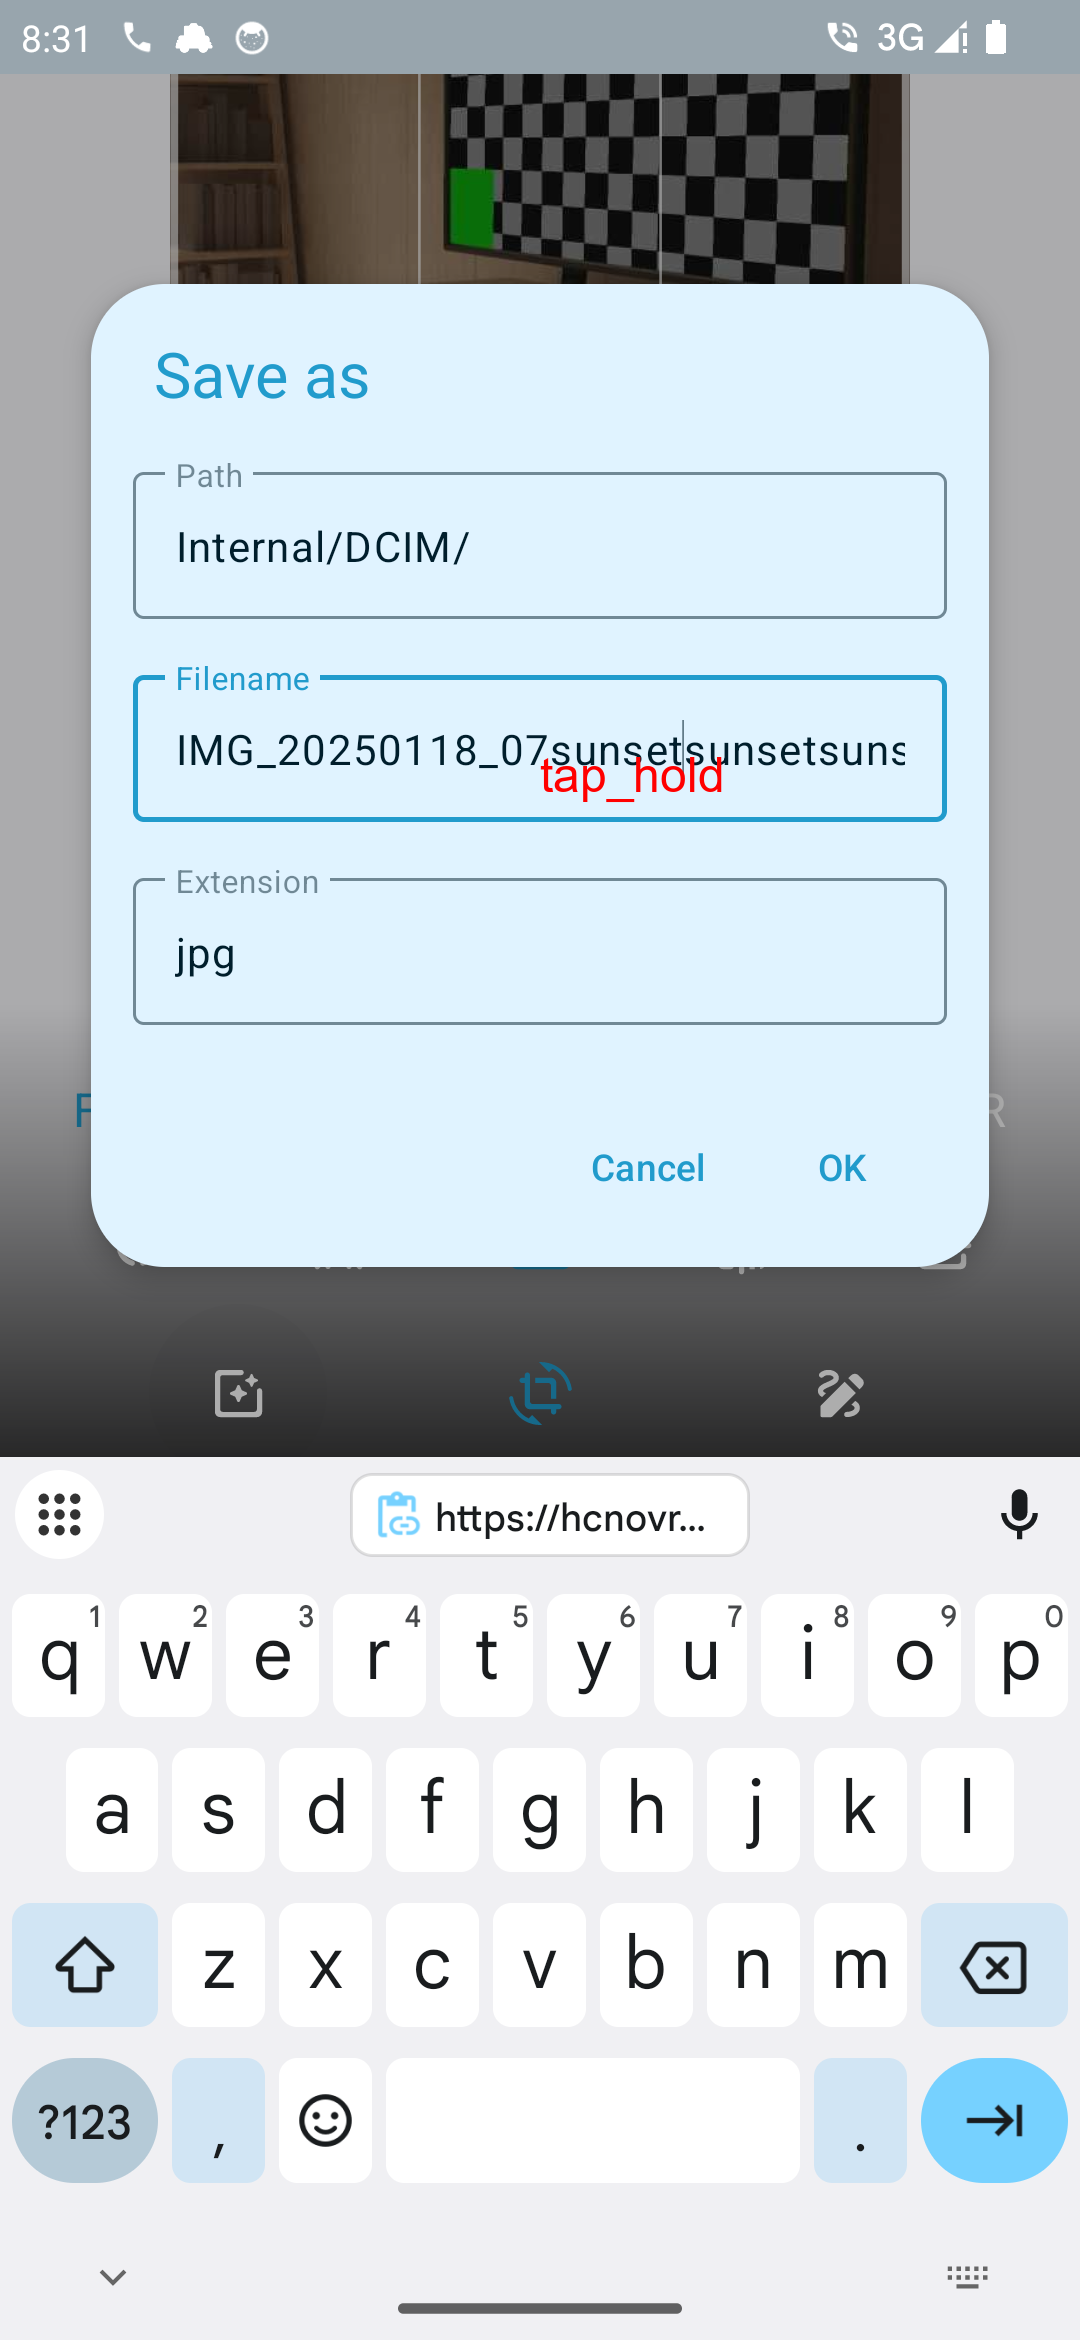 8:31
3G
Save as
Path
Internal/DCIM/
Filename
IMG_20250118_07sunsetsunsetsuns
tap_hold
Extension
jpg
F
R
Cancel
OK
https://hcnovr...
1 2 3 4 5 6 7 8 9 0
q w e r t y u i o p
a s d f g h j k l
z x c v b n m
?123 , .